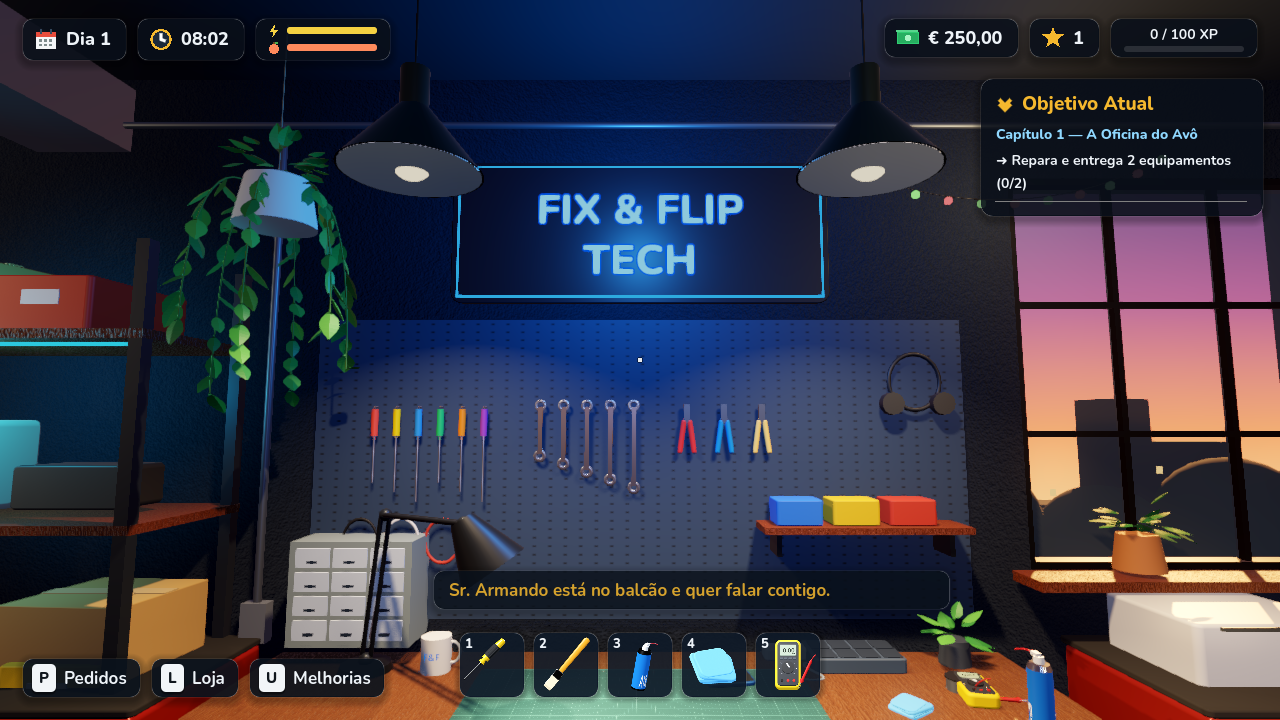 Dia 1
08:02
€ 250,00
1
0 / 100 XP
Objetivo Atual
Capítulo 1 — A Oficina do Avô
➜ Repara e entrega 2 equipamentos
(0/2)
FIX & FLIP
TECH
Sr. Armando está no balcão e quer falar contigo.
1
2
3
4
5
P Pedidos
L Loja
U Melhorias